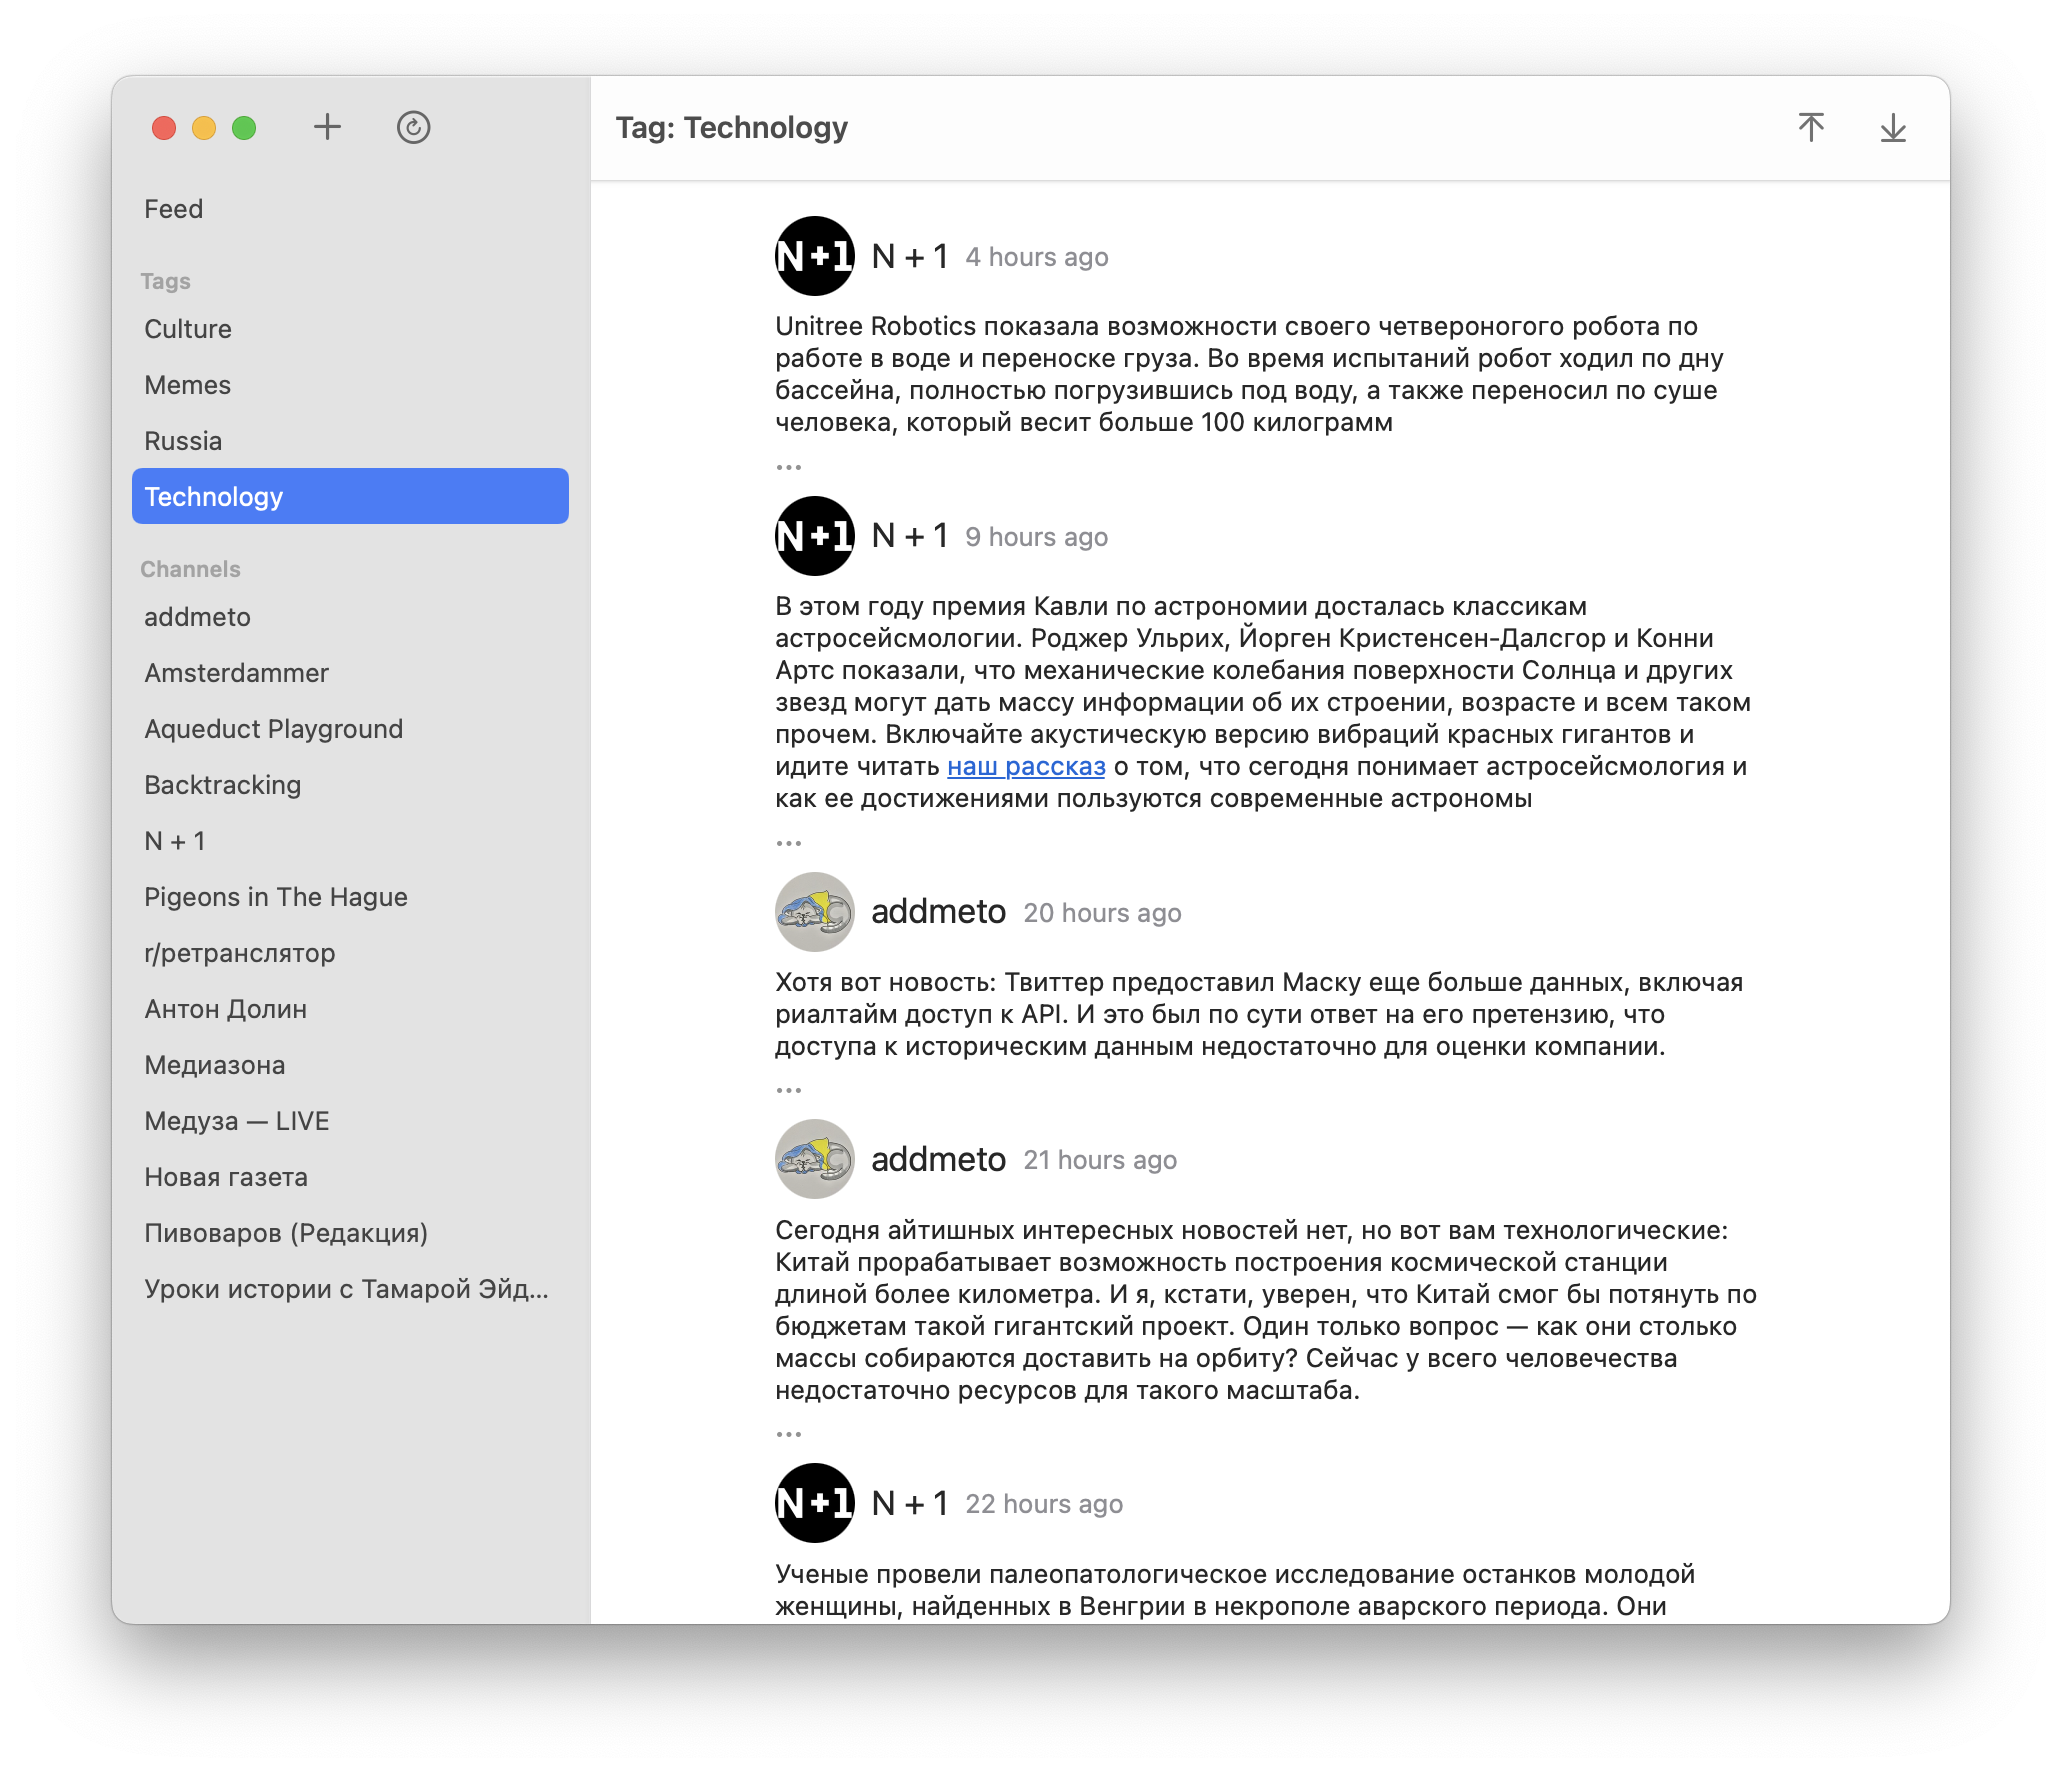 Feed
Tags
Culture
Memes
Russia
Technology
Channels
addmeto
Amsterdammer
Aqueduct Playground
Backtracking
N + 1
Pigeons in The Hague
r/ретранслятор
Антон Долин
Медиазона
Медуза — LIVE
Новая газета
Пивоваров (Редакция)
Уроки истории с Тамарой Эйд...
Tag: Technology
N+1 N + 1 4 hours ago
Unitree Robotics показала возможности своего четвероногого робота по
работе в воде и переноске груза. Во время испытаний робот ходил по дну
бассейна, полностью погрузившись под воду, а также переносил по суше
человека, который весит больше 100 килограмм
...
N+1 N + 1 9 hours ago
В этом году премия Кавли по астрономии досталась классикам
астросейсмологии. Роджер Ульрих, Йорген Кристенсен-Далсгор и Конни
Артс показали, что механические колебания поверхности Солнца и других
звезд могут дать массу информации об их строении, возрасте и всем таком
прочем. Включайте акустическую версию вибраций красных гигантов и
идите читать наш рассказ о том, что сегодня понимает астросейсмология и
как ее достижениями пользуются современные астрономы
...
addmeto 20 hours ago
Хотя вот новость: Твиттер предоставил Маску еще больше данных, включая
риалтайм доступ к API. И это был по сути ответ на его претензию, что
доступа к историческим данным недостаточно для оценки компании.
...
addmeto 21 hours ago
Сегодня айтишных интересных новостей нет, но вот вам технологические:
Китай прорабатывает возможность построения космической станции
длиной более километра. И я, кстати, уверен, что Китай смог бы потянуть по
бюджетам такой гигантский проект. Один только вопрос — как они столько
массы собираются доставить на орбиту? Сейчас у всего человечества
недостаточно ресурсов для такого масштаба.
...
N+1 N + 1 22 hours ago
Ученые провели палеопатологическое исследование останков молодой
женщины, найденных в Венгрии в некрополе аварского периода. Они